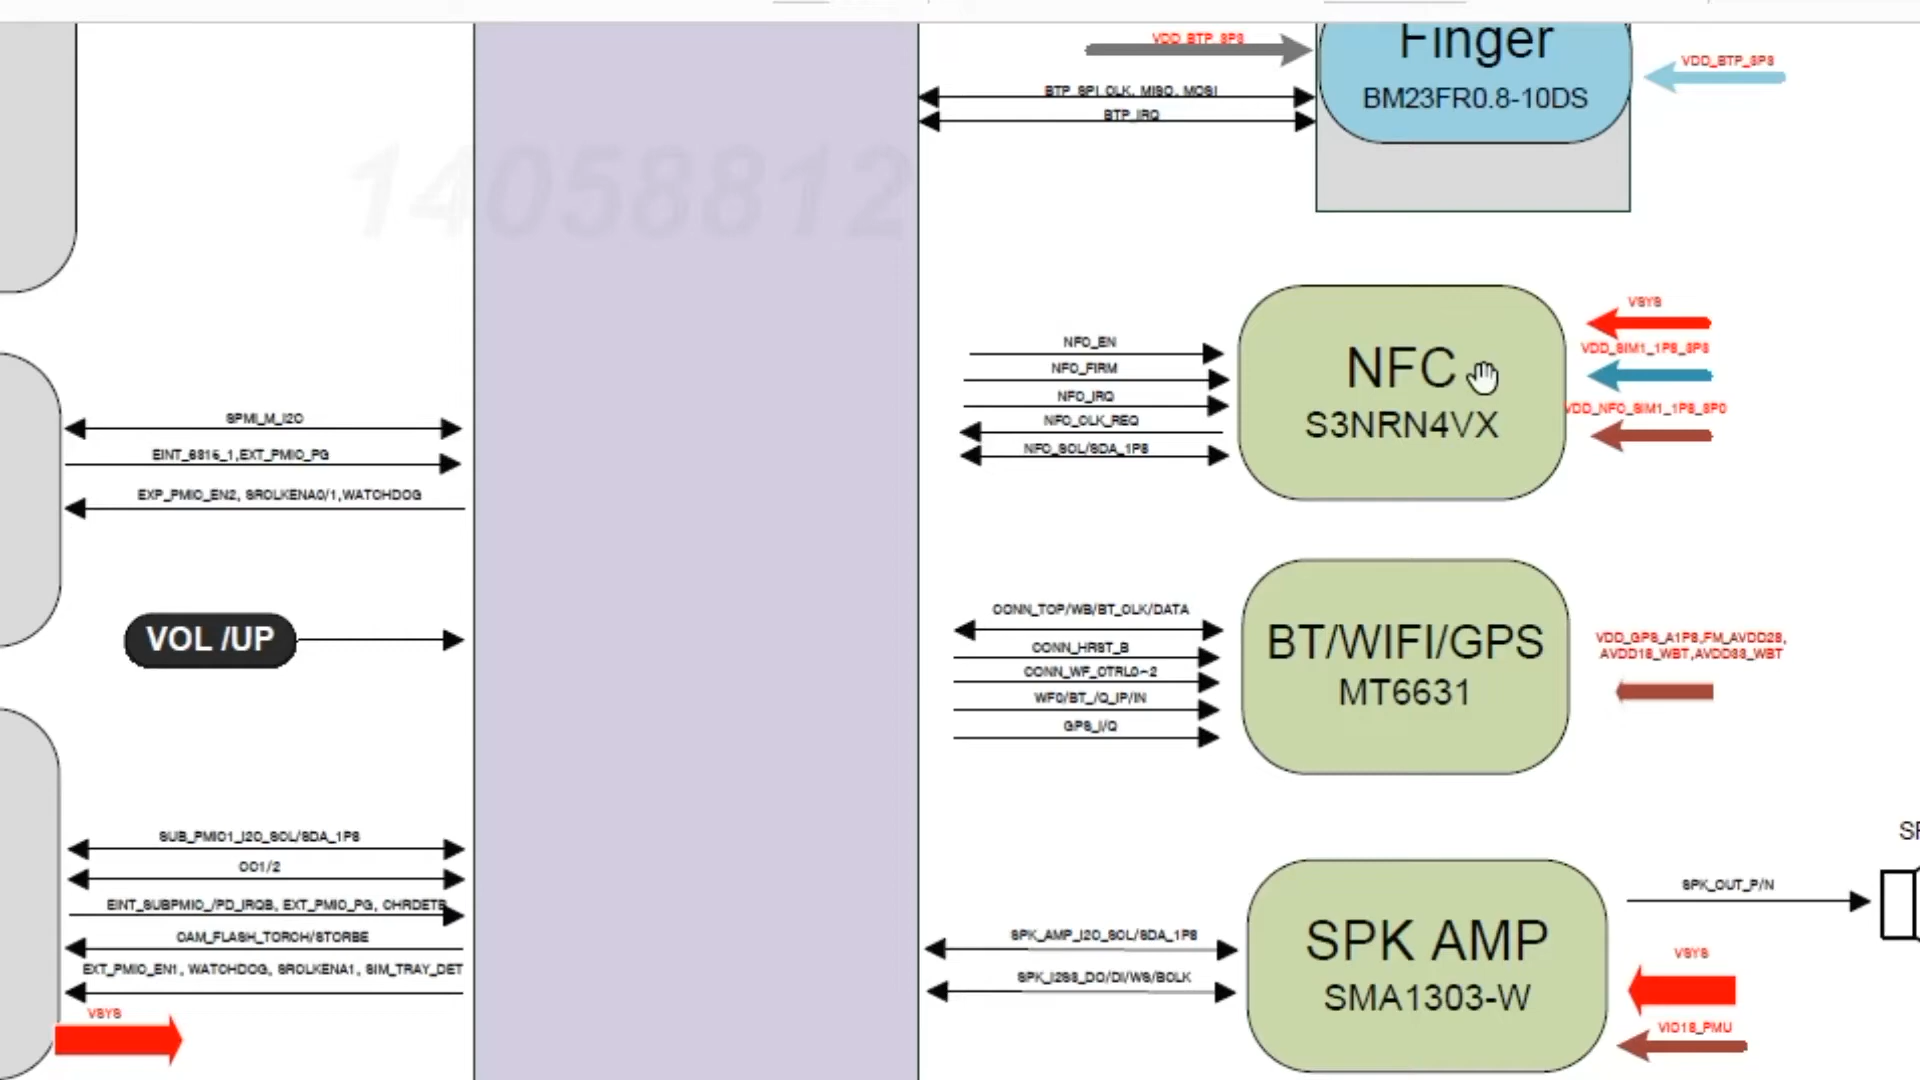 Finger
BM23FR0.8-10DS
VDD_BTP_3P3
VDD_BTP_3P3
BTP_SPI_CLK, MISO, MOSI
BTP_IRQ
14058812
VSYS
VDD_SIM1_1P8_3P3
VDD_NFC_SIM1_1P8_3P0
NFC_EN
NFC_FIRM
NFC_IRQ
NFC_CLK_REQ
NFC_SCL/SDA_1P8
NFC
S3NRN4VX
SPMI_M_I2C
EINT_6315_1,EXT_PMIC_PG
EXP_PMIC_EN2, SRCLKENA0/1,WATCHDOG
VOL /UP
CONN_TOP/WB/BT_CLK/DATA
CONN_HRST_B
CONN_WF_CTRL0~2
WF0/BT_/Q_IP/IN
GPS_I/Q
BT/WIFI/GPS
MT6631
VDD_GPS_A1P8,FM_AVDD28,
AVDD18_WBT,AVDD33_WBT
SUB_PMIC1_I2C_SCL/SDA_1P8
CC1/2
EINT_SUBPMIC_/PD_IRQB, EXT_PMIC_PG, CHRDETB
CAM_FLASH_TORCH/STORBE
EXT_PMIC_EN1, WATCHDOG, SRCLKENA1, SIM_TRAY_DET
VSYS
SPK_AMP_I2C_SCL/SDA_1P8
SPK_I2S3_DO/DI/WS/BCLK
SPK AMP
SMA1303-W
SPK_OUT_P/N
VSYS
VIO18_PMU